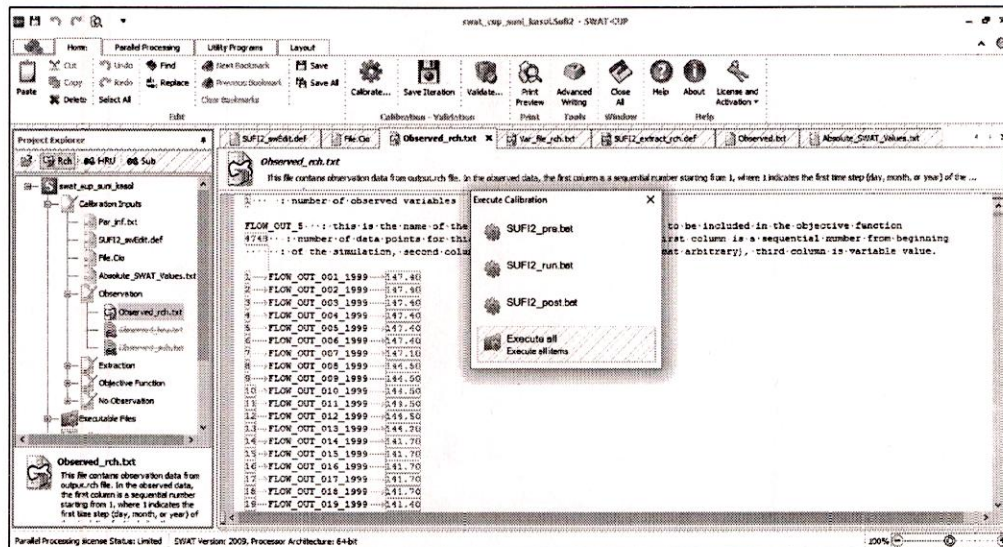 swat_cup_suni_kasol.Sufi2 - SWAT-CUP
Home Parallel Processing Utility Programs Layout
Paste
Cut
Copy
Delete
Undo
Redo
Select All
Find
Replace
Next Bookmark
Previous Bookmark
Clear Bookmarks
Save
Save All
Edit
Calibrate...
Save Iteration
Validate...
Calibration - Validation
Print Preview
Print
Advanced Writing
Tools
Close All
Window
Help
About
License and Activation
Help
Project Explorer
Rch HRU Sub
swat_cup_suni_kasol
Calibration Inputs
Par_inf.txt
SUFI2_swEdit.def
File.Cio
Absolute_SWAT_Values.txt
Observation
Observed_rch.txt
Observed_hru.txt
Observed_sub.txt
Extraction
Objective Function
No Observation
Executable Files
Observed_rch.txt
This file contains observation data from
output.rch file. In the observed data,
the first column is a sequential number
starting from 1, where 1 indicates the
first time step (day, month, or year) of
SUFI2_swEdit.def File.Cio Observed_rch.txt Var_file_rch.txt SUFI2_extract_rch.def Observed.txt Absolute_SWAT_Values.txt
Observed_rch.txt
This file contains observation data from output.rch file. In the observed data, the first column is a sequential number starting from 1, where 1 indicates the first time step (day, month, or year) of the ...
1 : number of observed variables
FLOW_OUT_5 : this is the name of the to be included in the objective function
4748 : number of data points for thi irst column is a sequential number from beginning
: of the simulation, second colu mat arbitrary), third column is variable value.
1 FLOW_OUT_001_1999 147.40
2 FLOW_OUT_002_1999 147.40
3 FLOW_OUT_003_1999 147.40
4 FLOW_OUT_004_1999 147.40
5 FLOW_OUT_005_1999 147.40
6 FLOW_OUT_006_1999 147.40
7 FLOW_OUT_007_1999 147.10
8 FLOW_OUT_008_1999 144.50
9 FLOW_OUT_009_1999 144.50
10 FLOW_OUT_010_1999 144.50
11 FLOW_OUT_011_1999 144.50
12 FLOW_OUT_012_1999 144.50
13 FLOW_OUT_013_1999 144.20
14 FLOW_OUT_014_1999 141.70
15 FLOW_OUT_015_1999 141.70
16 FLOW_OUT_016_1999 141.70
17 FLOW_OUT_017_1999 141.70
18 FLOW_OUT_018_1999 141.70
19 FLOW_OUT_019_1999 141.40
Execute Calibration
SUFI2_pre.bat
SUFI2_run.bat
SUFI2_post.bat
Execute all
Execute all items
Parallel Processing license Status: Limited SWAT Version: 2009, Processor Architecture: 64-bit
100%